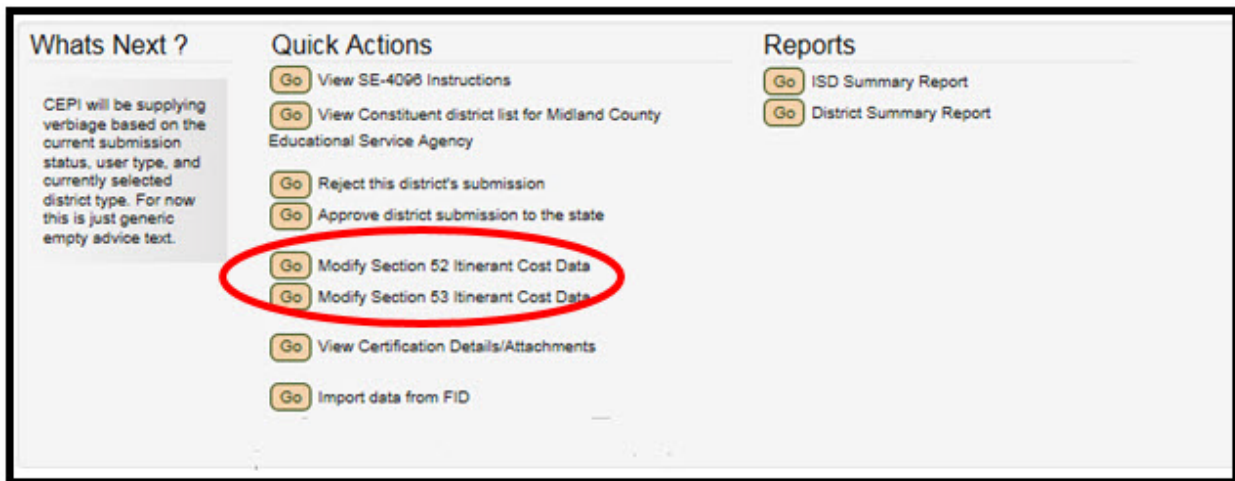 Whats Next ?
CEPI will be supplying
verbiage based on the
current submission
status, user type, and
currently selected
district type. For now
this is just generic
empty advice text.
Quick Actions
Go View SE-4096 Instructions
Go View Constituent district list for Midland County
Educational Service Agency
Go Reject this district's submission
Go Approve district submission to the state
Go Modify Section 52 Itinerant Cost Data
Go Modify Section 53 Itinerant Cost Data
Go View Certification Details/Attachments
Go Import data from FID
Reports
Go ISD Summary Report
Go District Summary Report